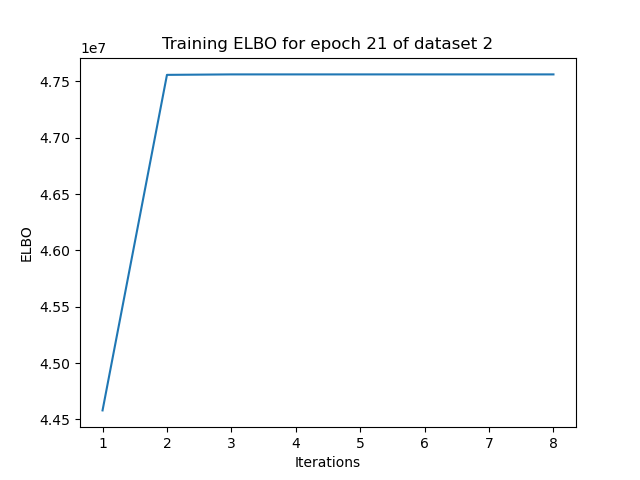 Training ELBO for epoch 21 of dataset 2
1e7
4.75
4.70
4.65
4.60
4.55
4.50
4.45
ELBO
1 2 3 4 5 6 7 8
Iterations